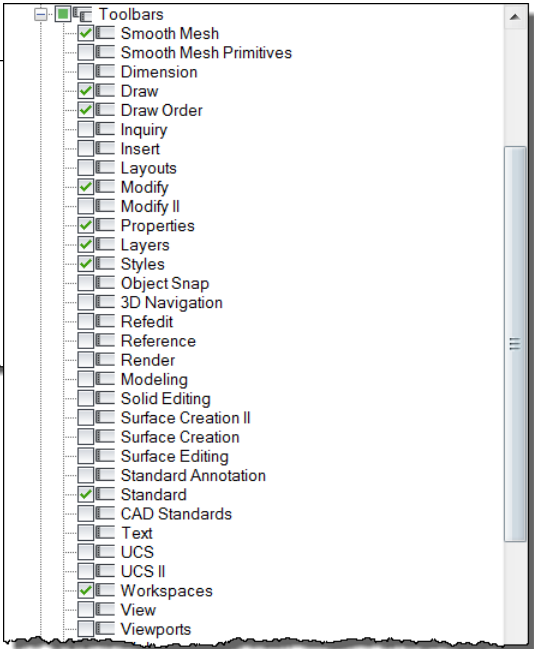 Toolbars
Smooth Mesh
Smooth Mesh Primitives
Dimension
Draw
Draw Order
Inquiry
Insert
Layouts
Modify
Modify II
Properties
Layers
Styles
Object Snap
3D Navigation
Refedit
Reference
Render
Modeling
Solid Editing
Surface Creation II
Surface Creation
Surface Editing
Standard Annotation
Standard
CAD Standards
Text
UCS
UCS II
Workspaces
View
Viewports